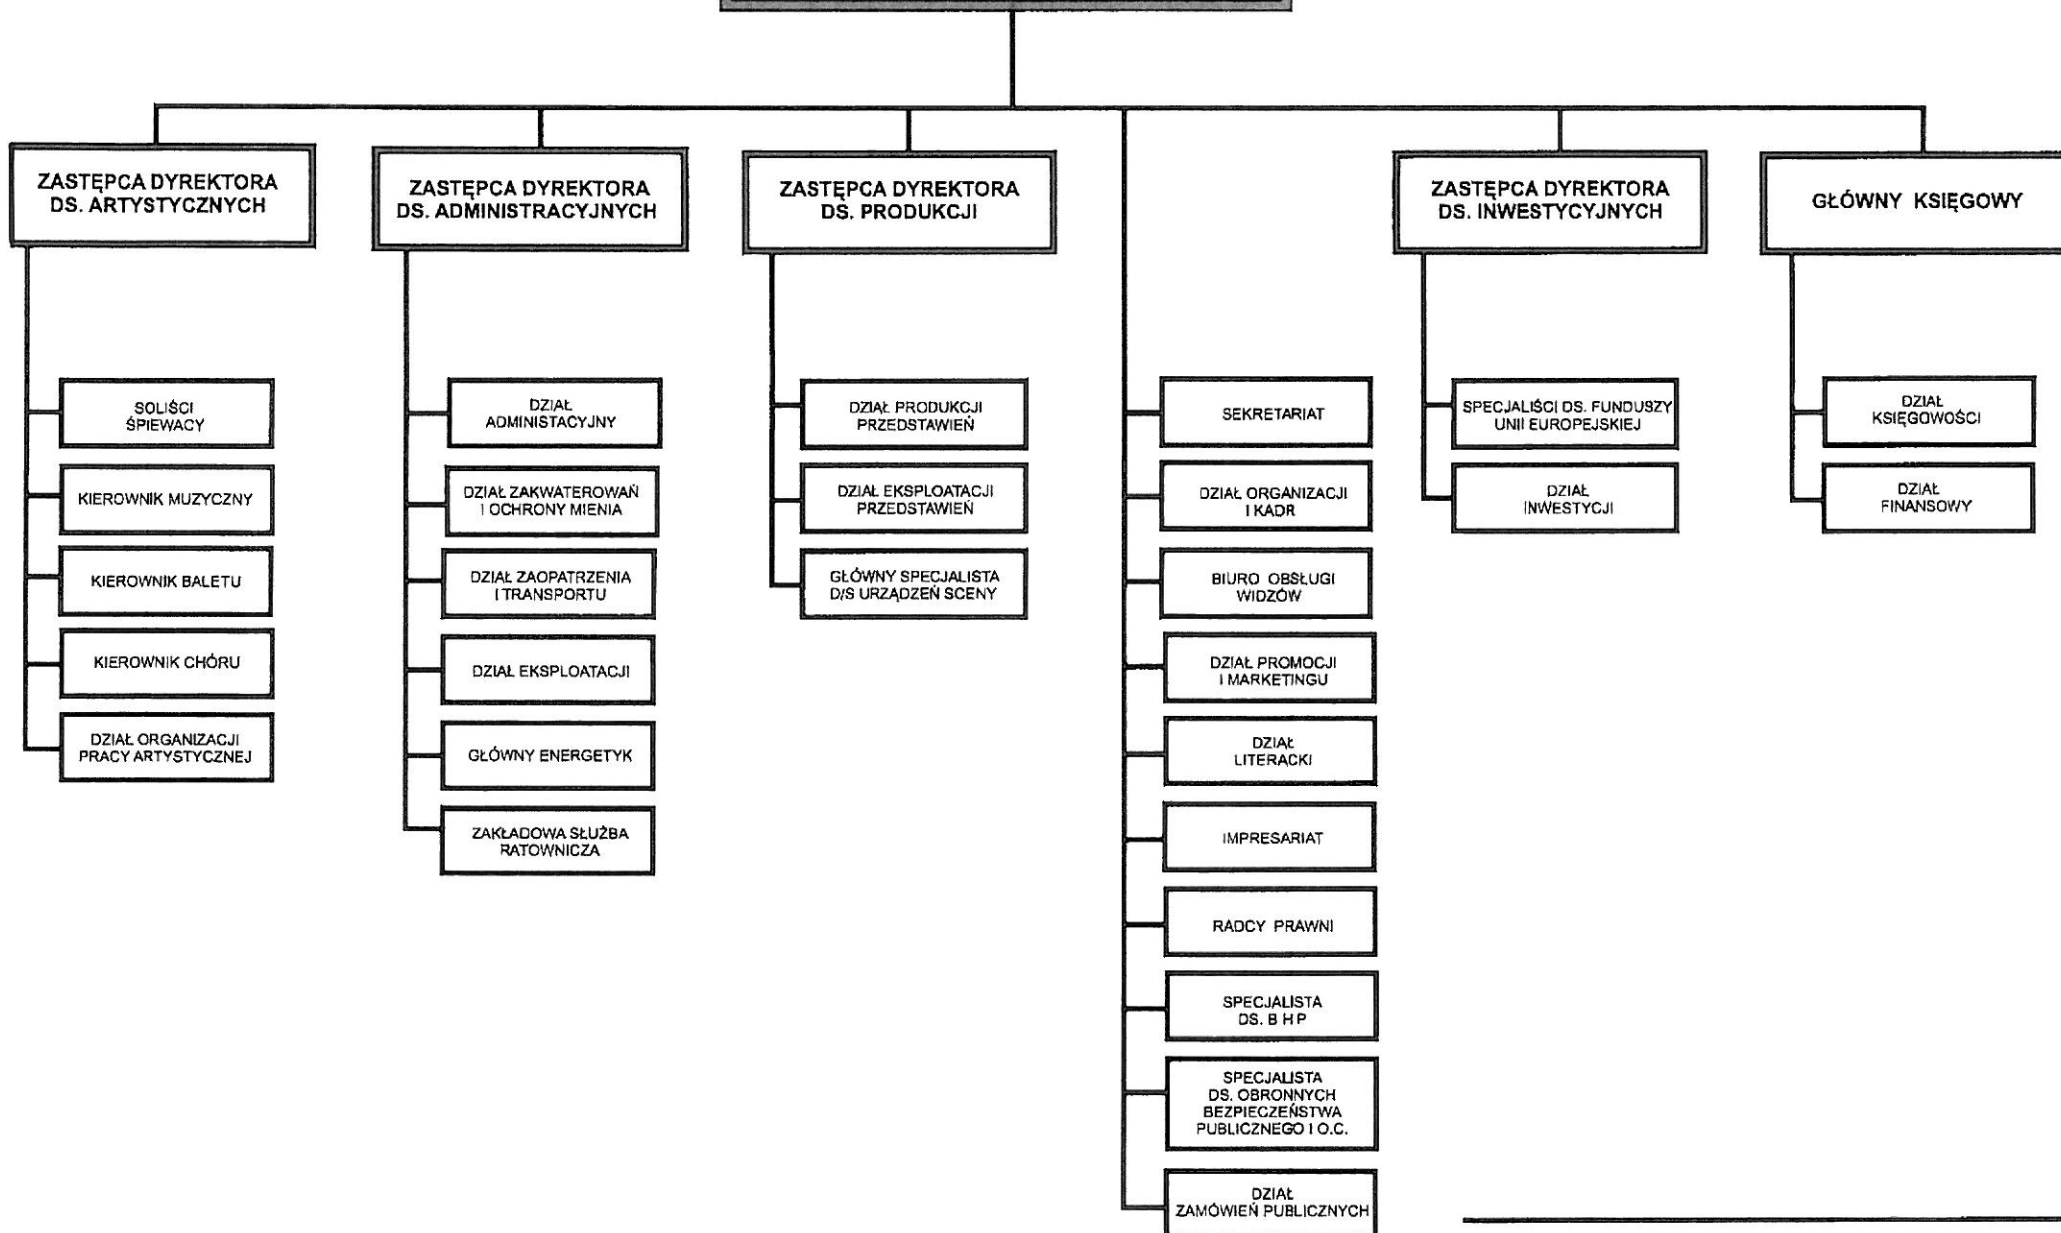 ZASTĘPCA DYREKTORA
DS. ARTYSTYCZNYCH
ZASTĘPCA DYREKTORA
DS. ADMINISTRACYJNYCH
ZASTĘPCA DYREKTORA
DS. PRODUKCJI
ZASTĘPCA DYREKTORA
DS. INWESTYCYJNYCH
GŁÓWNY KSIĘGOWY
SOLIŚCI
ŚPIEWACY
KIEROWNIK MUZYCZNY
KIEROWNIK BALETU
KIEROWNIK CHÓRU
DZIAŁ ORGANIZACJI
PRACY ARTYSTYCZNEJ
DZIAŁ
ADMINISTACYJNY
DZIAŁ ZAKWATEROWAŃ
I OCHRONY MIENIA
DZIAŁ ZAOPATRZENIA
I TRANSPORTU
DZIAŁ EKSPLOATACJI
GŁÓWNY ENERGETYK
ZAKŁADOWA SŁUŻBA
RATOWNICZA
DZIAŁ PRODUKCJI
PRZEDSTAWIEŃ
DZIAŁ EKSPLOATACJI
PRZEDSTAWIEŃ
GŁÓWNY SPECJALISTA
D/S URZĄDZEŃ SCENY
SEKRETARIAT
DZIAŁ ORGANIZACJI
I KADR
BIURO OBSŁUGI
WIDZÓW
DZIAŁ PROMOCJI
I MARKETINGU
DZIAŁ
LITERACKI
IMPRESARIAT
RADCY PRAWNI
SPECJALISTA
DS. B H P
SPECJALISTA
DS. OBRONNYCH
BEZPIECZEŃSTWA
PUBLICZNEGO I O.C.
DZIAŁ
ZAMÓWIEŃ PUBLICZNYCH
SPECJALIŚCI DS. FUNDUSZY
UNII EUROPEJSKIEJ
DZIAŁ
INWESTYCJI
DZIAŁ
KSIĘGOWOŚCI
DZIAŁ
FINANSOWY